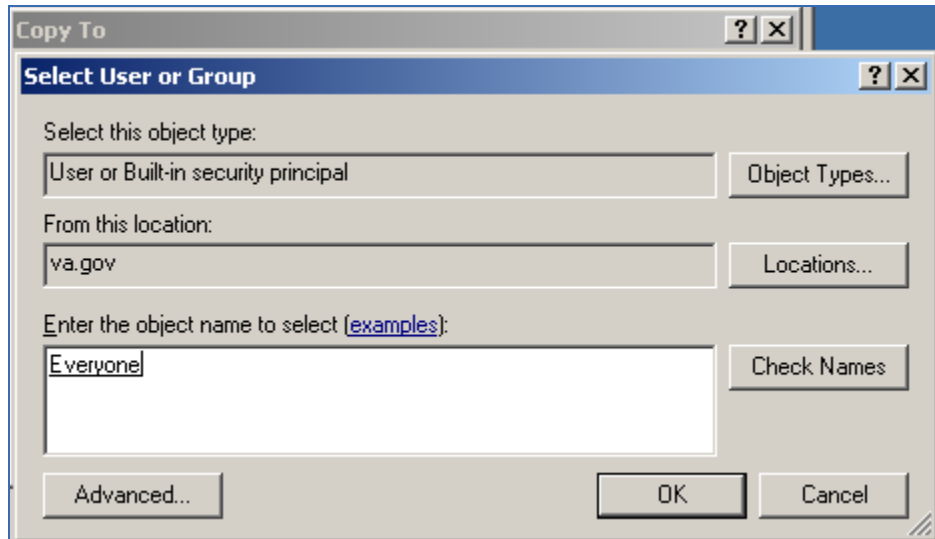 Copy To
Select User or Group
Select this object type:
User or Built-in security principal
Object Types...
From this location:
va.gov
Locations...
Enter the object name to select (examples):
Everyone
Check Names
Advanced...
OK
Cancel